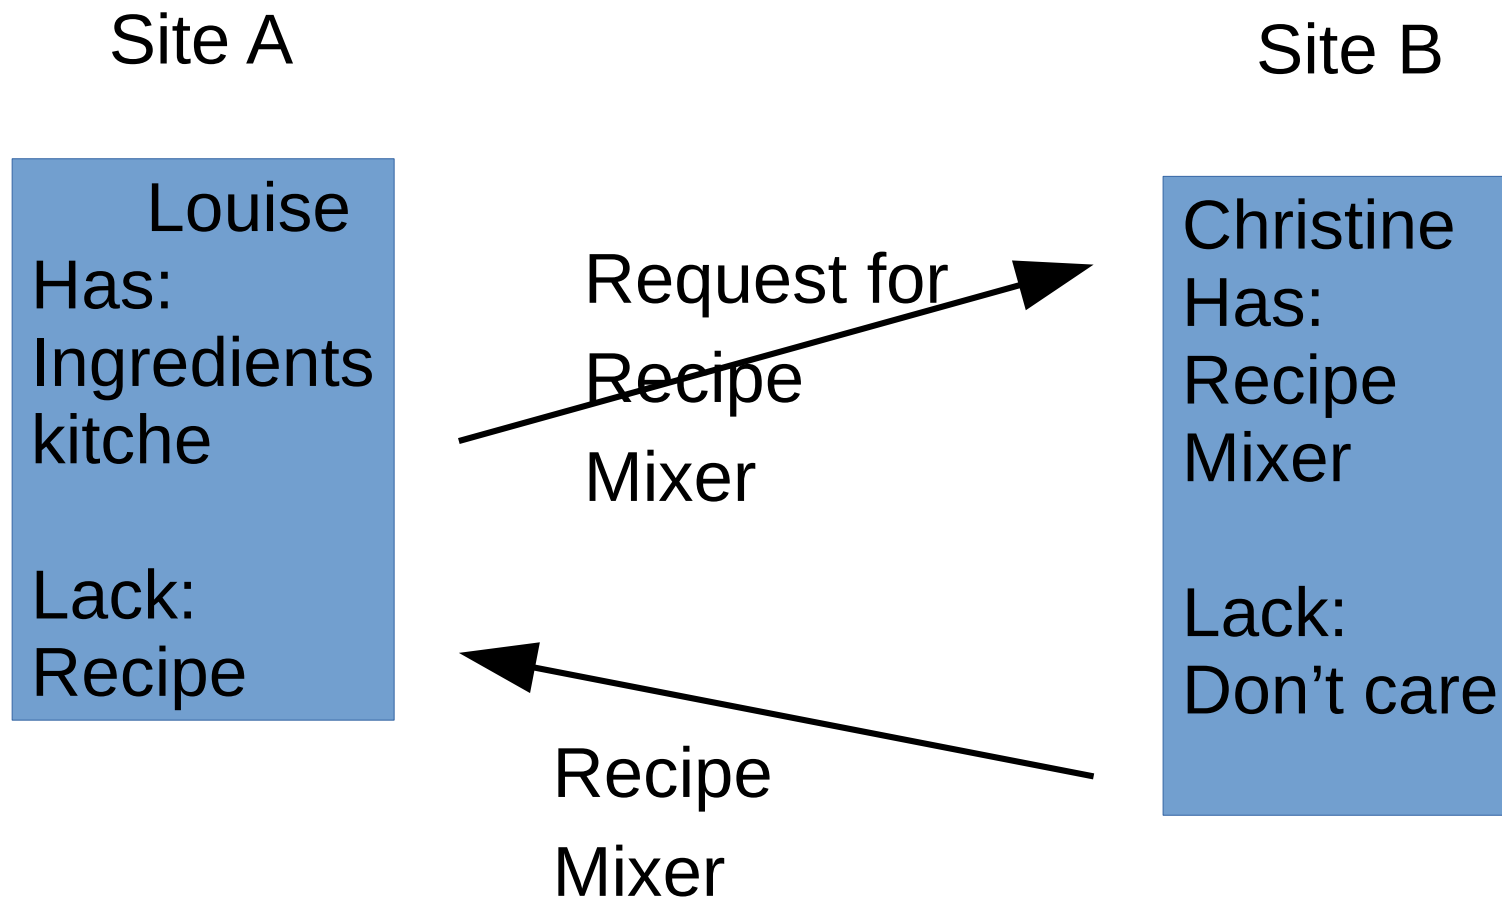 Site A
Site B
Louise
Has:
Ingredients
kitche
Lack:
Recipe
Request for
Recipe
Mixer
Christine
Has:
Recipe
Mixer
Lack:
Don’t care
Recipe
Mixer